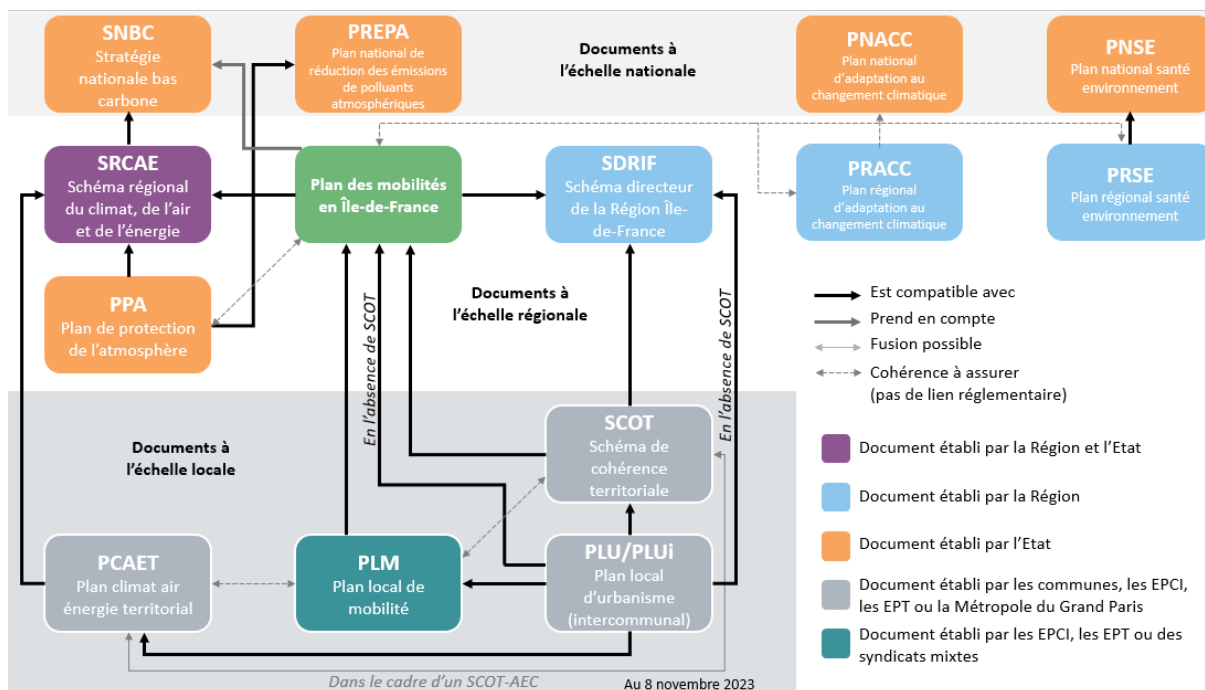 SNBC
Stratégie
nationale bas
carbone
PREPA
Plan national de
réduction des émissions
de polluants
atmosphériques
Documents à
l'échelle nationale
PNACC
Plan national
d'adaptation au
changement climatique
PNSE
Plan national santé
environnement
SRCAE
Schéma régional
du climat, de l'air
et de l'énergie
Plan des mobilités
en Île-de-France
SDRIF
Schéma directeur
de la Région Île-
de-France
PRACC
Plan régional
d'adaptation au
changement climatique
PRSE
Plan régional santé
environnement
PPA
Plan de protection
de l'atmosphère
Documents à
l'échelle régionale
En l'absence de SCOT
En l'absence de SCOT
Est compatible avec
Prend en compte
Fusion possible
Cohérence à assurer
(pas de lien réglementaire)
Documents à
l'échelle locale
SCOT
Schéma de
cohérence
territoriale
PCAET
Plan climat air
énergie territorial
PLM
Plan local de
mobilité
PLU/PLUi
Plan local
d'urbanisme
(intercommunal)
Document établi par la Région et l'Etat
Document établi par la Région
Document établi par l'Etat
Document établi par les communes, les EPCI,
les EPT ou la Métropole du Grand Paris
Document établi par les EPCI, les EPT ou des
syndicats mixtes
Dans le cadre d'un SCOT-AEC
Au 8 novembre 2023